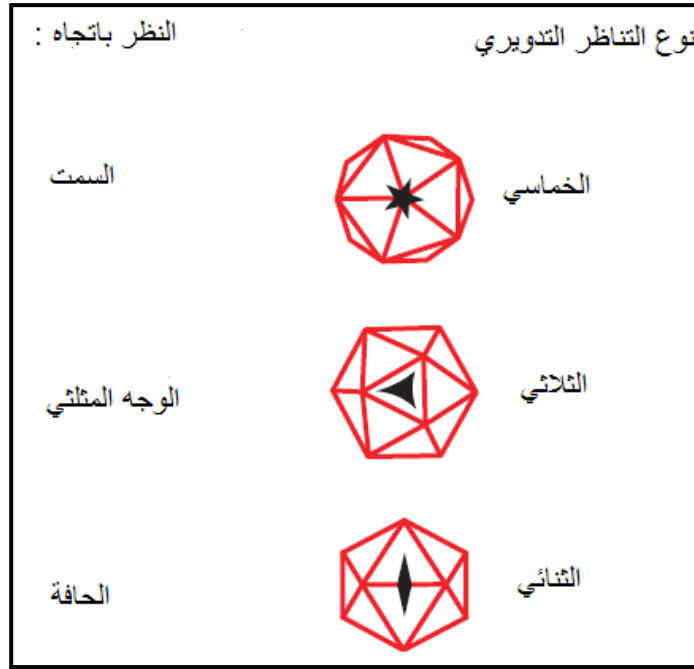 نوع التناظر التدويري
النظر باتجاه :
الخماسي
السمت
الثلاثي
الوجه المثلثي
الثنائي
الحافة